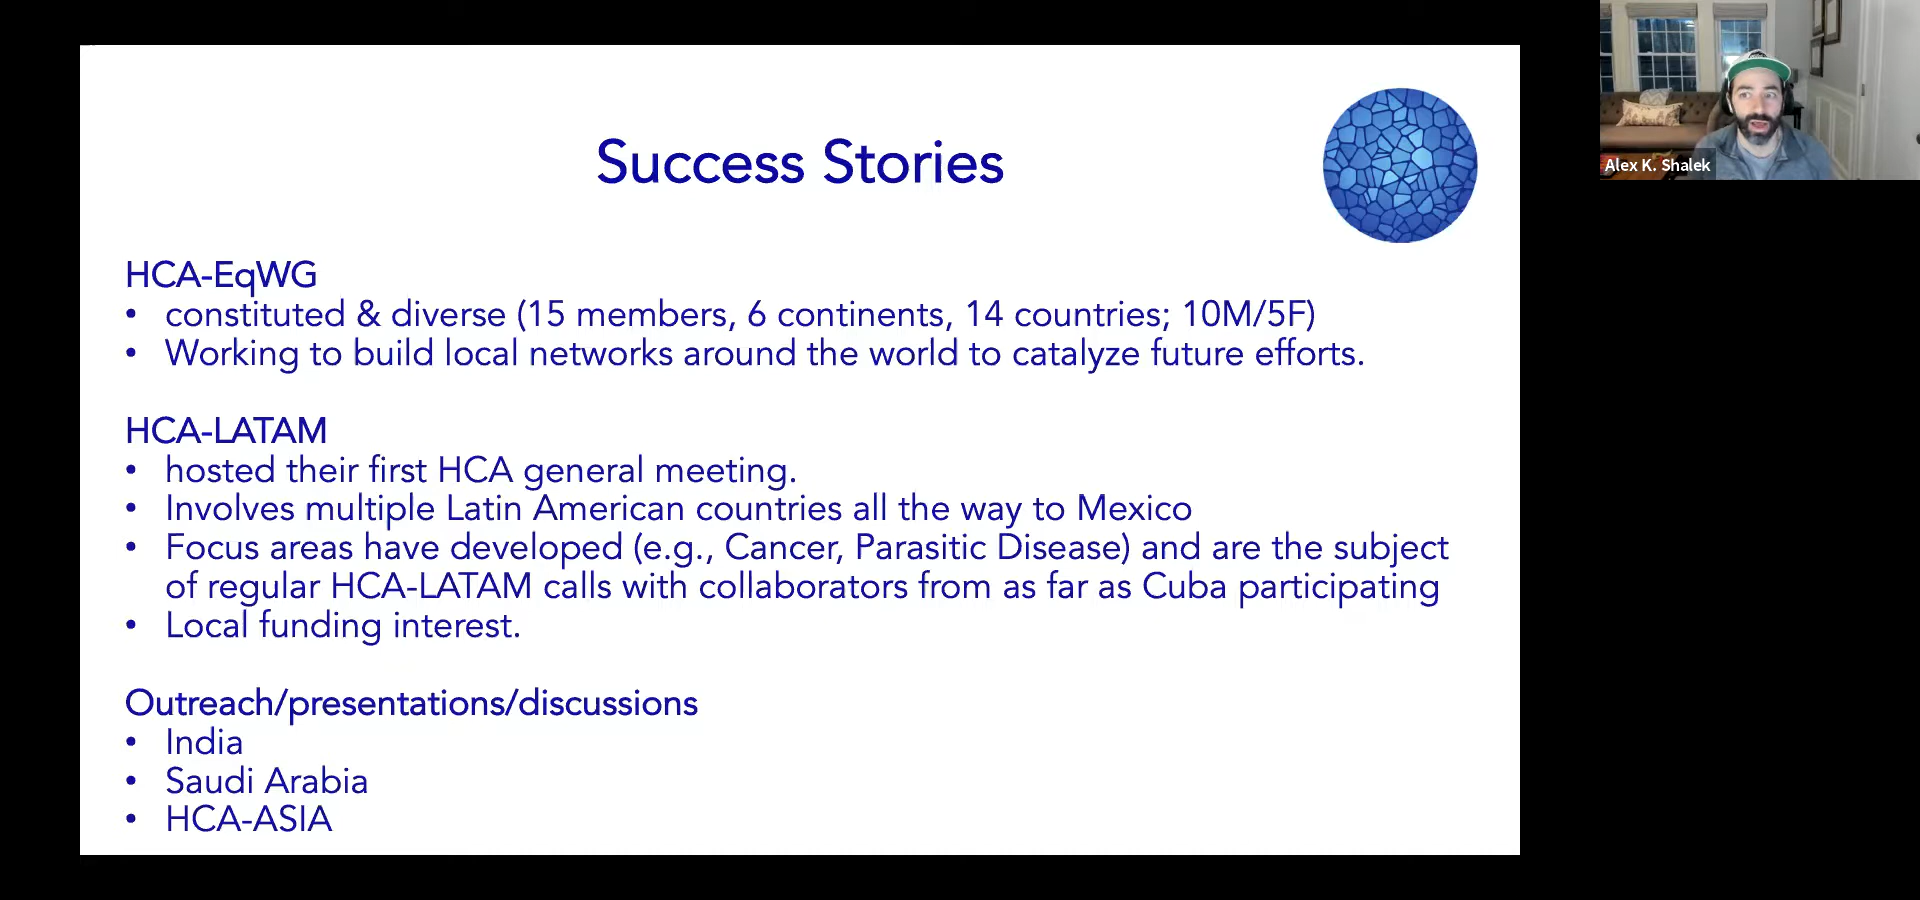 Success Stories
HCA-EqWG
• constituted & diverse (15 members, 6 continents, 14 countries; 10M/5F)
• Working to build local networks around the world to catalyze future efforts.
HCA-LATAM
• hosted their first HCA general meeting.
• Involves multiple Latin American countries all the way to Mexico
• Focus areas have developed (e.g., Cancer, Parasitic Disease) and are the subject
of regular HCA-LATAM calls with collaborators from as far as Cuba participating
• Local funding interest.
Outreach/presentations/discussions
• India
• Saudi Arabia
• HCA-ASIA
Alex K. Shalek